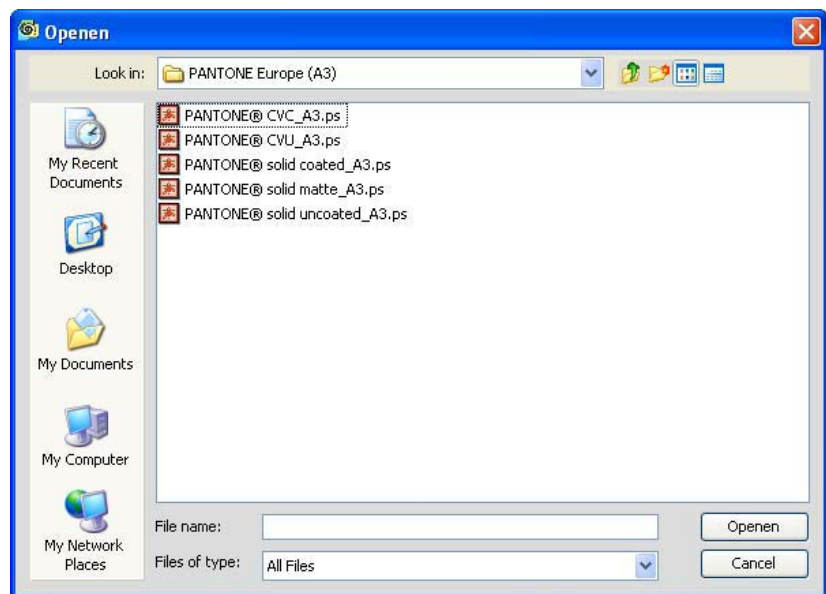 Openen
Look in: PANTONE Europe (A3)
PANTONE® CVC_A3.ps
PANTONE® CVU_A3.ps
PANTONE® solid coated_A3.ps
PANTONE® solid matte_A3.ps
PANTONE® solid uncoated_A3.ps
My Recent
Documents
Desktop
My Documents
My Computer
My Network
Places
File name:
Openen
Files of type: All Files
Cancel